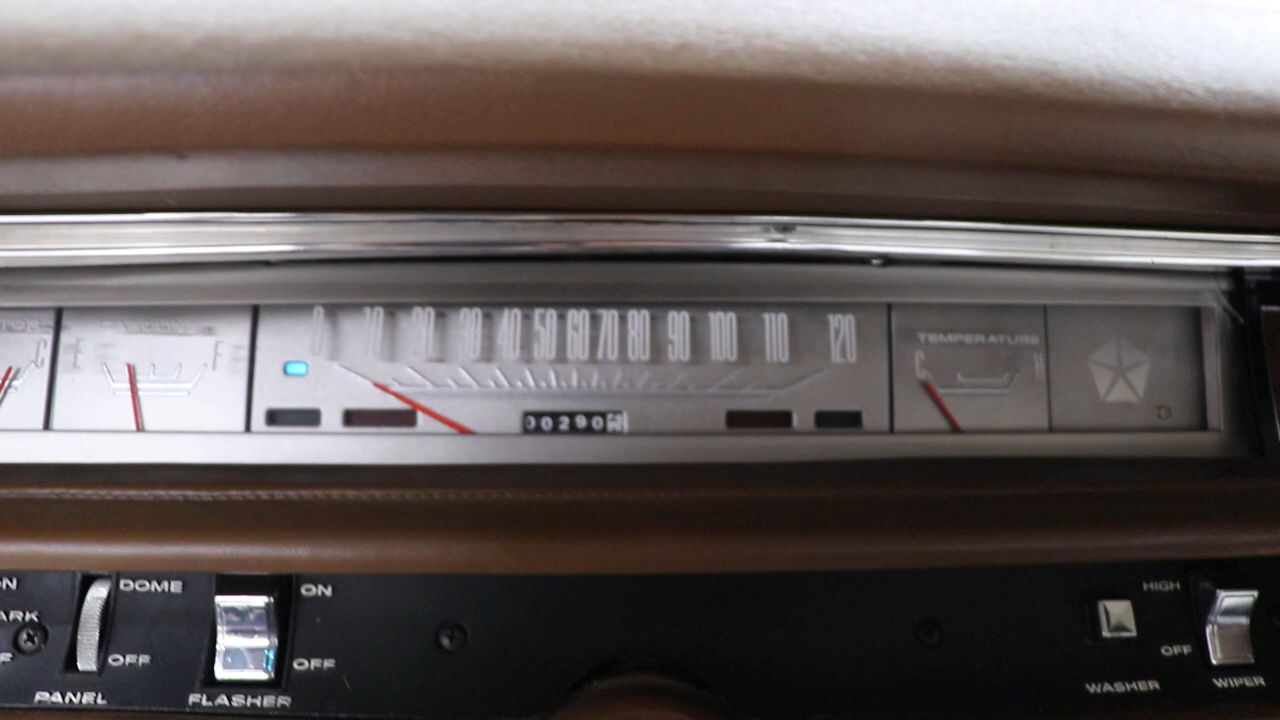 C
E F
0 10 20 30 40 50 60 70 80 90 100 110 120
TEMPERATURE
C H
00290
ON
DOME
OFF
PANEL
ON
OFF
FLASHER
WASHER
HIGH
OFF
WIPER